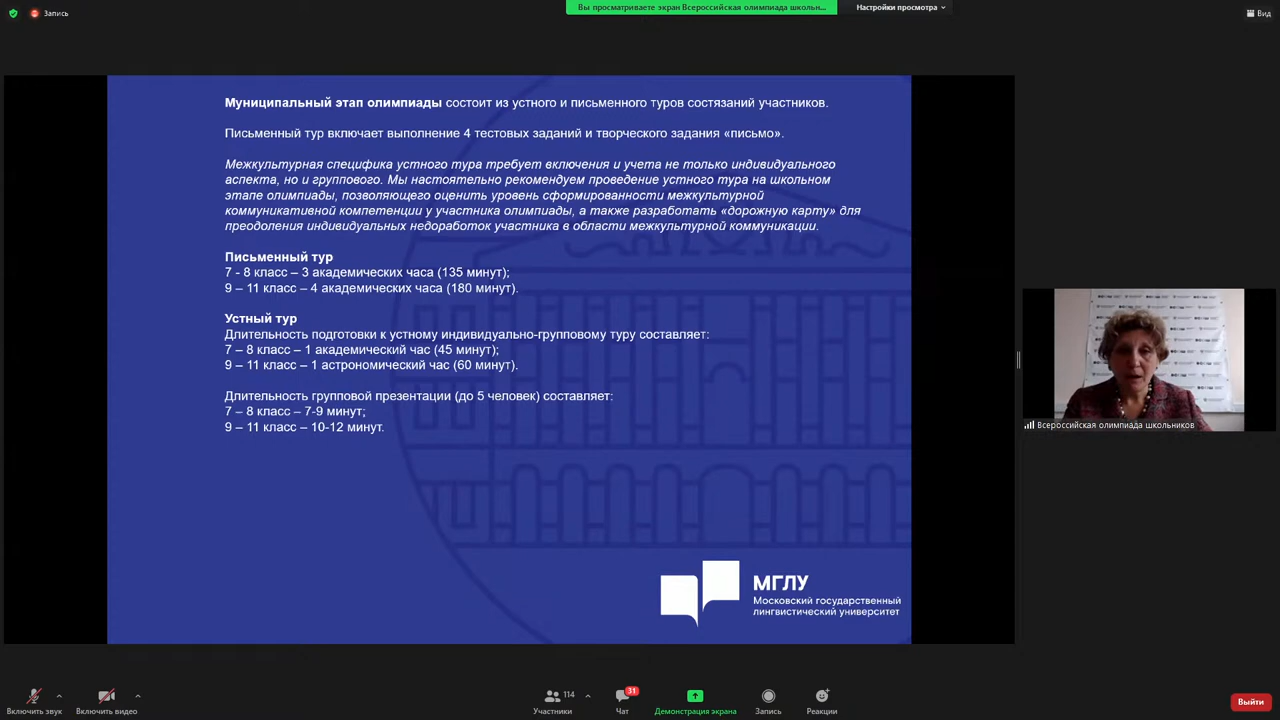 Запись
Вы просматриваете экран Всероссийская олимпиада школьн...
Настройки просмотра
Вид
Муниципальный этап олимпиады состоит из устного и письменного туров состязаний участников.
Письменный тур включает выполнение 4 тестовых заданий и творческого задания «письмо».
Межкультурная специфика устного тура требует включения и учета не только индивидуального
аспекта, но и группового. Мы настоятельно рекомендуем проведение устного тура на школьном
этапе олимпиады, позволяющего оценить уровень сформированности межкультурной
коммуникативной компетенции у участника олимпиады, а также разработать «дорожную карту» для
преодоления индивидуальных недоработок участника в области межкультурной коммуникации.
Письменный тур
7 - 8 класс – 3 академических часа (135 минут);
9 – 11 класс – 4 академических часа (180 минут).
Устный тур
Длительность подготовки к устному индивидуально-групповому туру составляет:
7 – 8 класс – 1 академический час (45 минут);
9 – 11 класс – 1 астрономический час (60 минут).
Длительность групповой презентации (до 5 человек) составляет:
7 – 8 класс – 7-9 минут;
9 – 11 класс – 10-12 минут.
МГЛУ
Московский государственный
лингвистический университет
Всероссийская олимпиада школьников
Включить звук
Включить видео
114
Участники
31
Чат
Демонстрация экрана
Запись
Реакции
Выйти